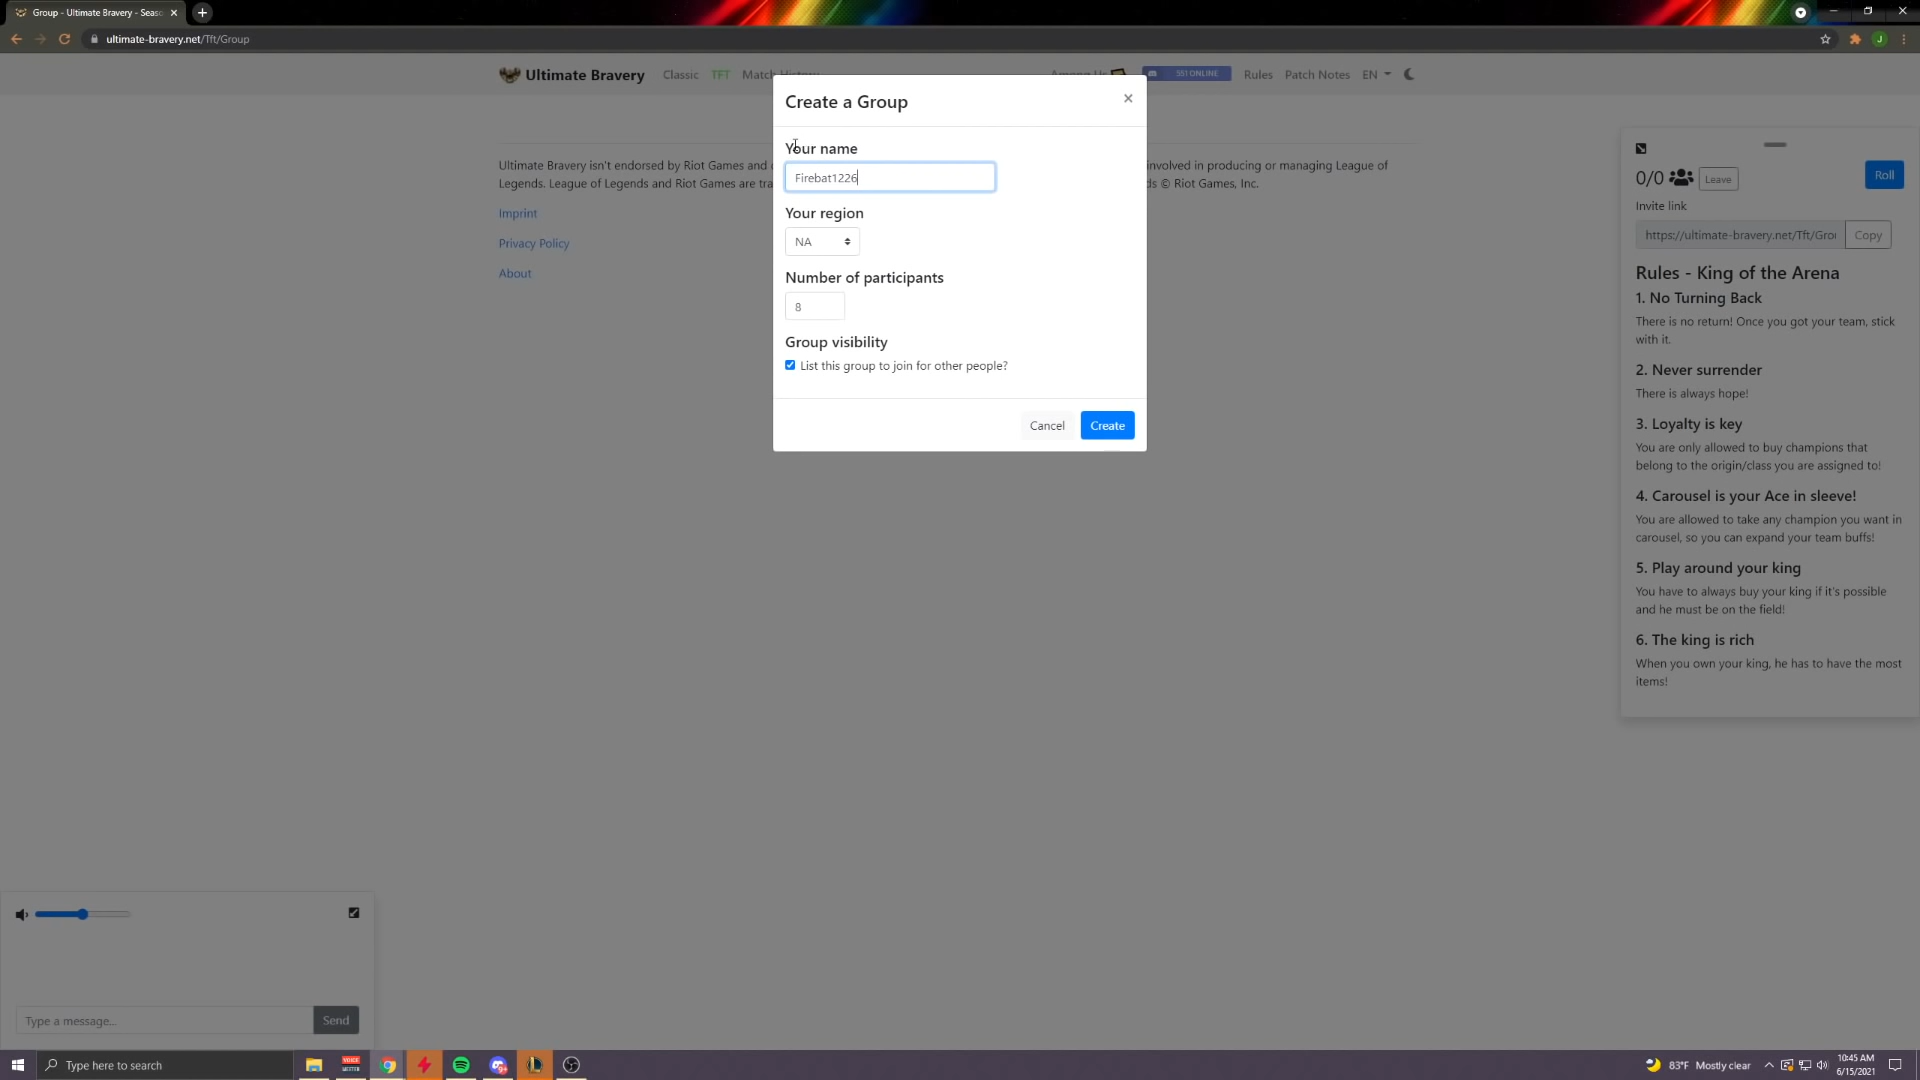 Group - Ultimate Bravery - Seaso
ultimate-bravery.net/Tft/Group
Ultimate Bravery
Classic
TFT
Match History
Among Us
551 ONLINE
Rules
Patch Notes
EN
Create a Group
Your name
Firebat1226
Your region
NA
Number of participants
8
Group visibility
List this group to join for other people?
Cancel
Create
Ultimate Bravery isn't endorsed by Riot Games and
involved in producing or managing League of
Legends. League of Legends and Riot Games are tra
© Riot Games, Inc.
Imprint
Privacy Policy
About
0/0
Leave
Roll
Invite link
https://ultimate-bravery.net/Tft/Grou
Copy
Rules - King of the Arena
1. No Turning Back
There is no return! Once you got your team, stick
with it.
2. Never surrender
There is always hope!
3. Loyalty is key
You are only allowed to buy champions that
belong to the origin/class you are assigned to!
4. Carousel is your Ace in sleeve!
You are allowed to take any champion you want in
carousel, so you can expand your team buffs!
5. Play around your king
You have to always buy your king if it's possible
and he must be on the field!
6. The king is rich
When you own your king, he has to have the most
items!
Type a message...
Send
Type here to search
VOICE
MEETER
9+
83°F Mostly clear
10:45 AM
6/15/2021
J